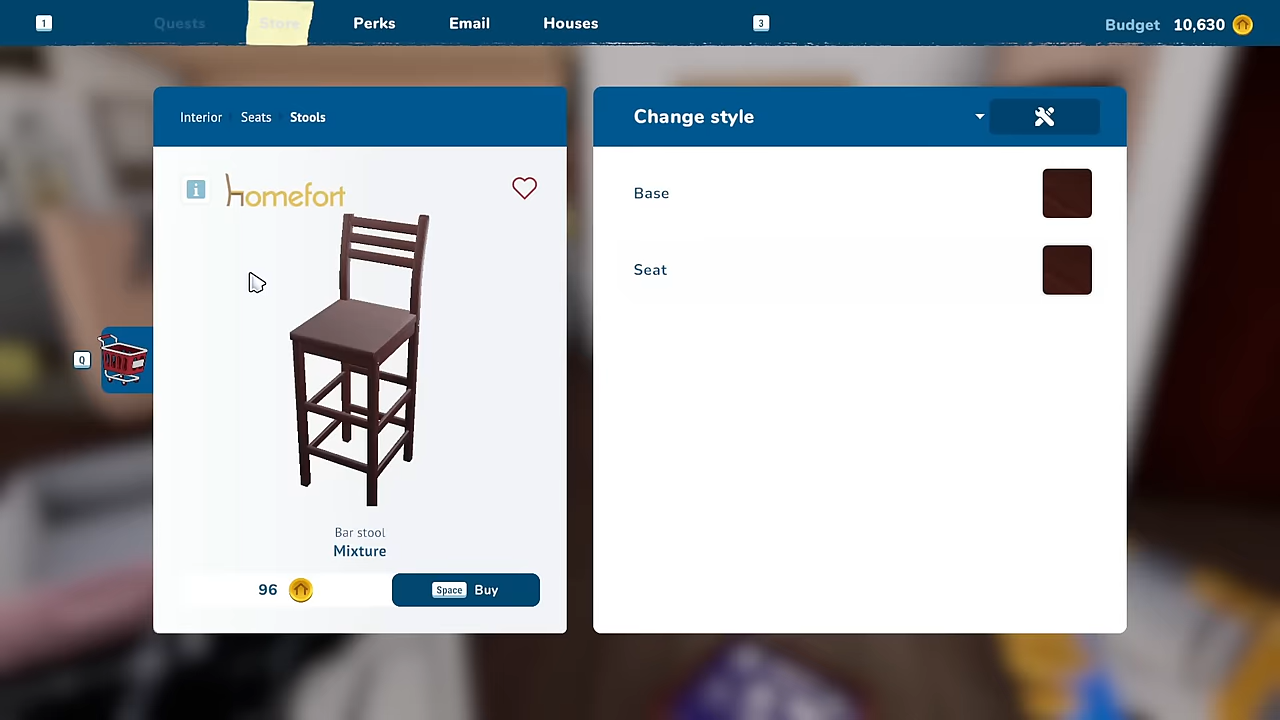 1 Quests Store Perks Email Houses 3 Budget 10,630
Interior Seats Stools
Change style
i homefort
Base
Seat
Q
Bar stool
Mixture
96 Space Buy